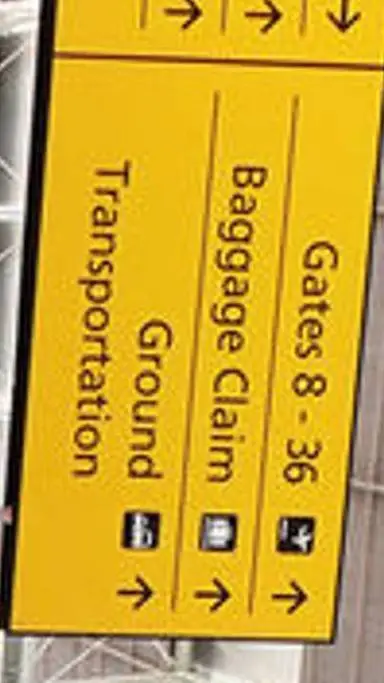 Gates 8 - 36
Baggage Claim
Ground
Transportation